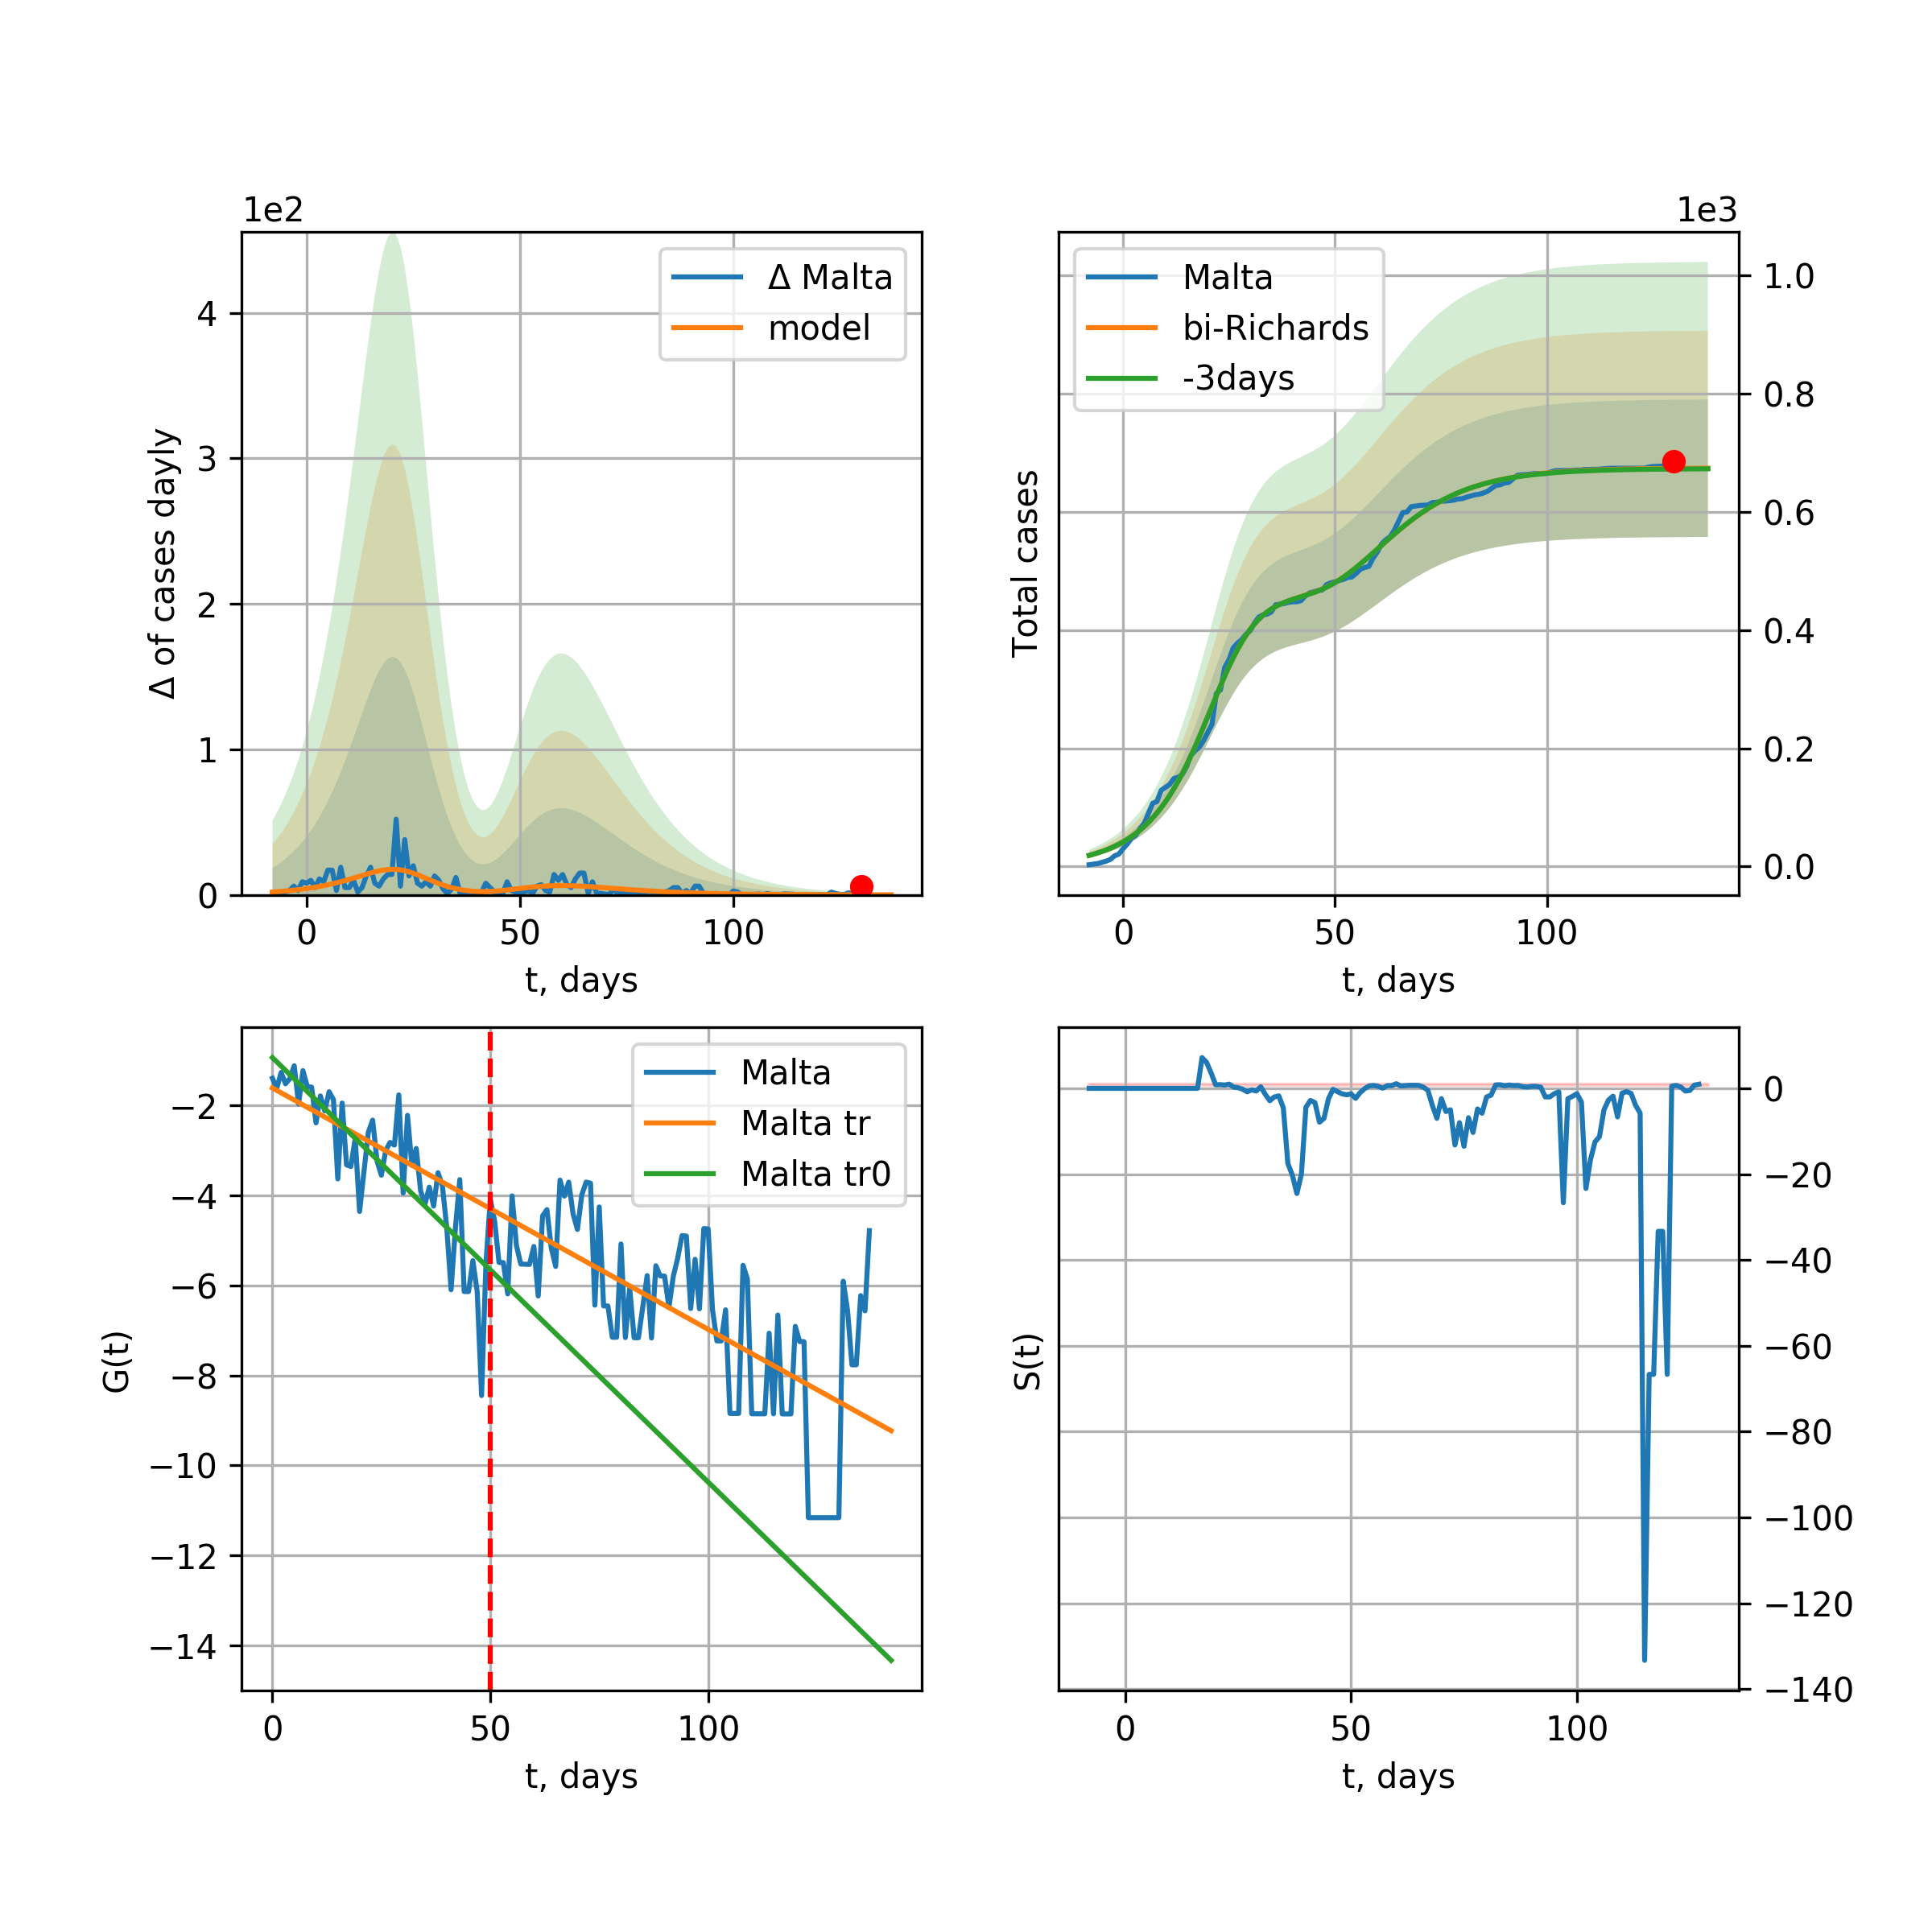 1e2
Δ of cases dayly
4
3
2
1
0
Δ Malta
model
0 50 100
t, days
1e3
Total cases
Malta
bi-Richards
-3days
1.0
0.8
0.6
0.4
0.2
0.0
0 50 100
t, days
G(t)
−2
−4
−6
−8
−10
−12
−14
Malta
Malta tr
Malta tr0
0 50 100
t, days
S(t)
0
−20
−40
−60
−80
−100
−120
−140
0 50 100
t, days